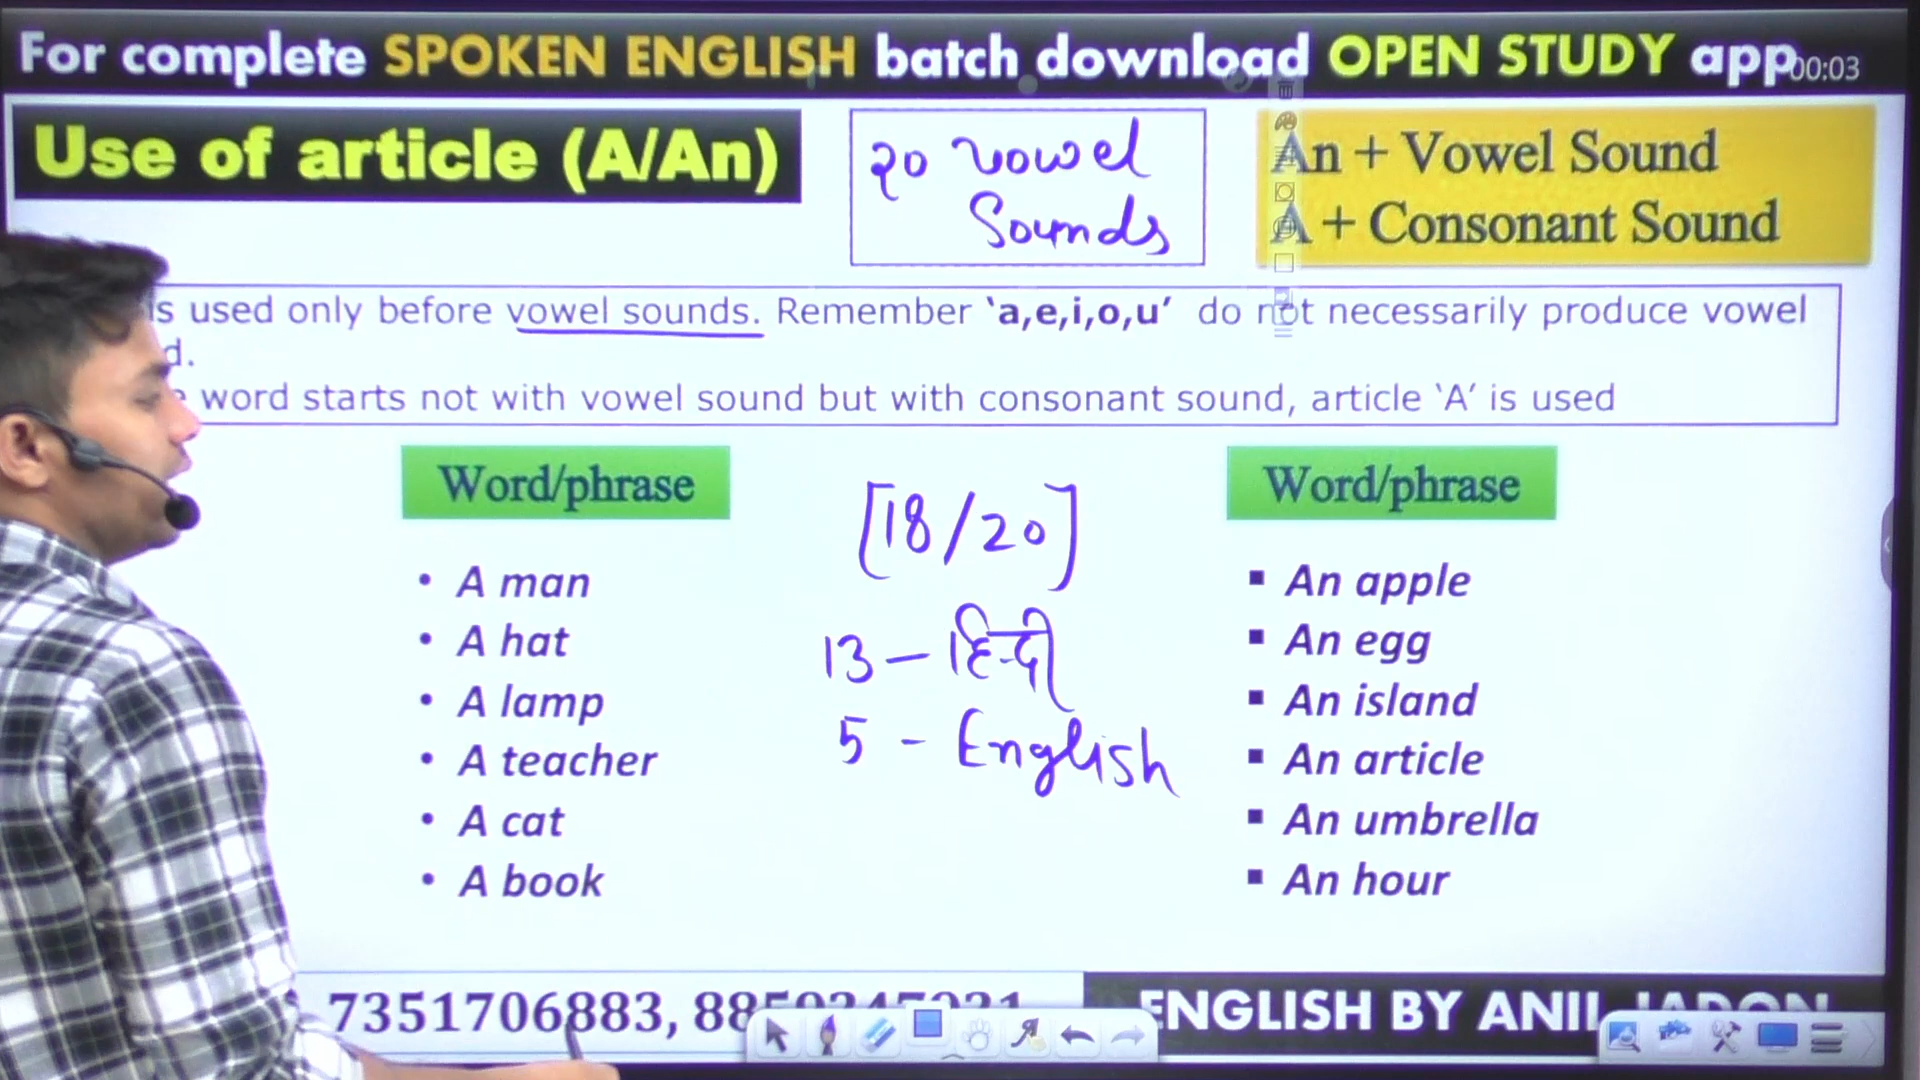 For complete SPOKEN ENGLISH batch download OPEN STUDY app
00:03
Use of article (A/An)
20 vowel
Sounds
An + Vowel Sound
A + Consonant Sound
is used only before vowel sounds. Remember ‘a,e,i,o,u’ do not necessarily produce vowel
d.
word starts not with vowel sound but with consonant sound, article ‘A’ is used
Word/phrase
• A man
• A hat
• A lamp
• A teacher
• A cat
• A book
[18/20]
13 – हिन्दी
5 - English
Word/phrase
▪ An apple
▪ An egg
▪ An island
▪ An article
▪ An umbrella
▪ An hour
7351706883,
ENGLISH BY ANIL JADON